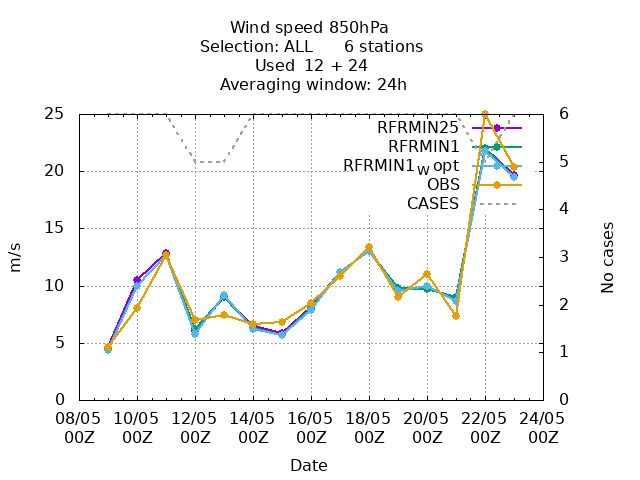 Wind speed 850hPa
Selection: ALL 6 stations
Used 12 + 24
Averaging window: 24h
25 6
RFRMIN25
RFRMIN1
RFRMIN1w opt
OBS
CASES
20 5
15 4
10 3
5 2
0 1
0
m/s
No cases
08/05 10/05 12/05 14/05 16/05 18/05 20/05 22/05 24/05
00Z 00Z 00Z 00Z 00Z 00Z 00Z 00Z 00Z
Date